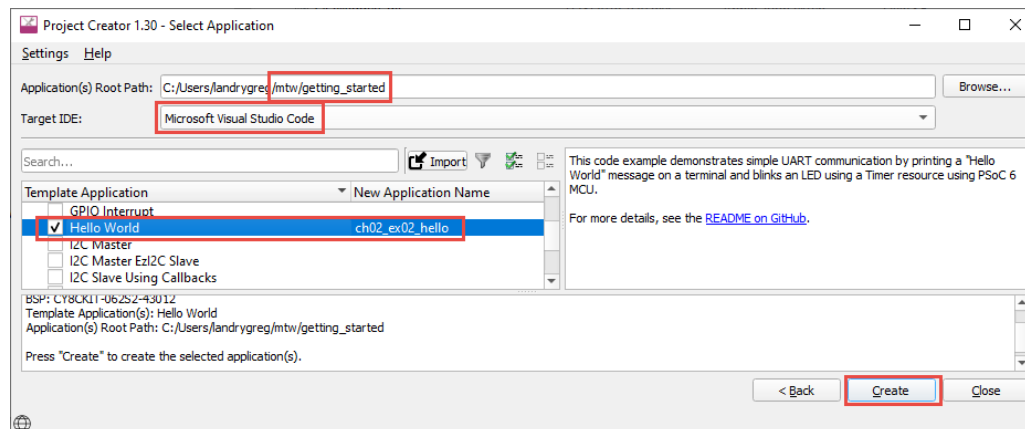 Project Creator 1.30 - Select Application
Settings Help
Application(s) Root Path: C:/Users/landrygreg/mtw/getting_started Browse...
Target IDE: Microsoft Visual Studio Code
Search... Import
Template Application New Application Name
GPIO Interrupt
Hello World ch02_ex02_hello
I2C Master
I2C Master EzI2C Slave
I2C Slave Using Callbacks
This code example demonstrates simple UART communication by printing a "Hello
World" message on a terminal and blinks an LED using a Timer resource using PSoC 6
MCU.
For more details, see the README on GitHub.
BSP: CY8CKIT-062S2-43012
Template Application(s): Hello World
Application(s) Root Path: C:/Users/landrygreg/mtw/getting_started
Press "Create" to create the selected application(s).
< Back Create Close